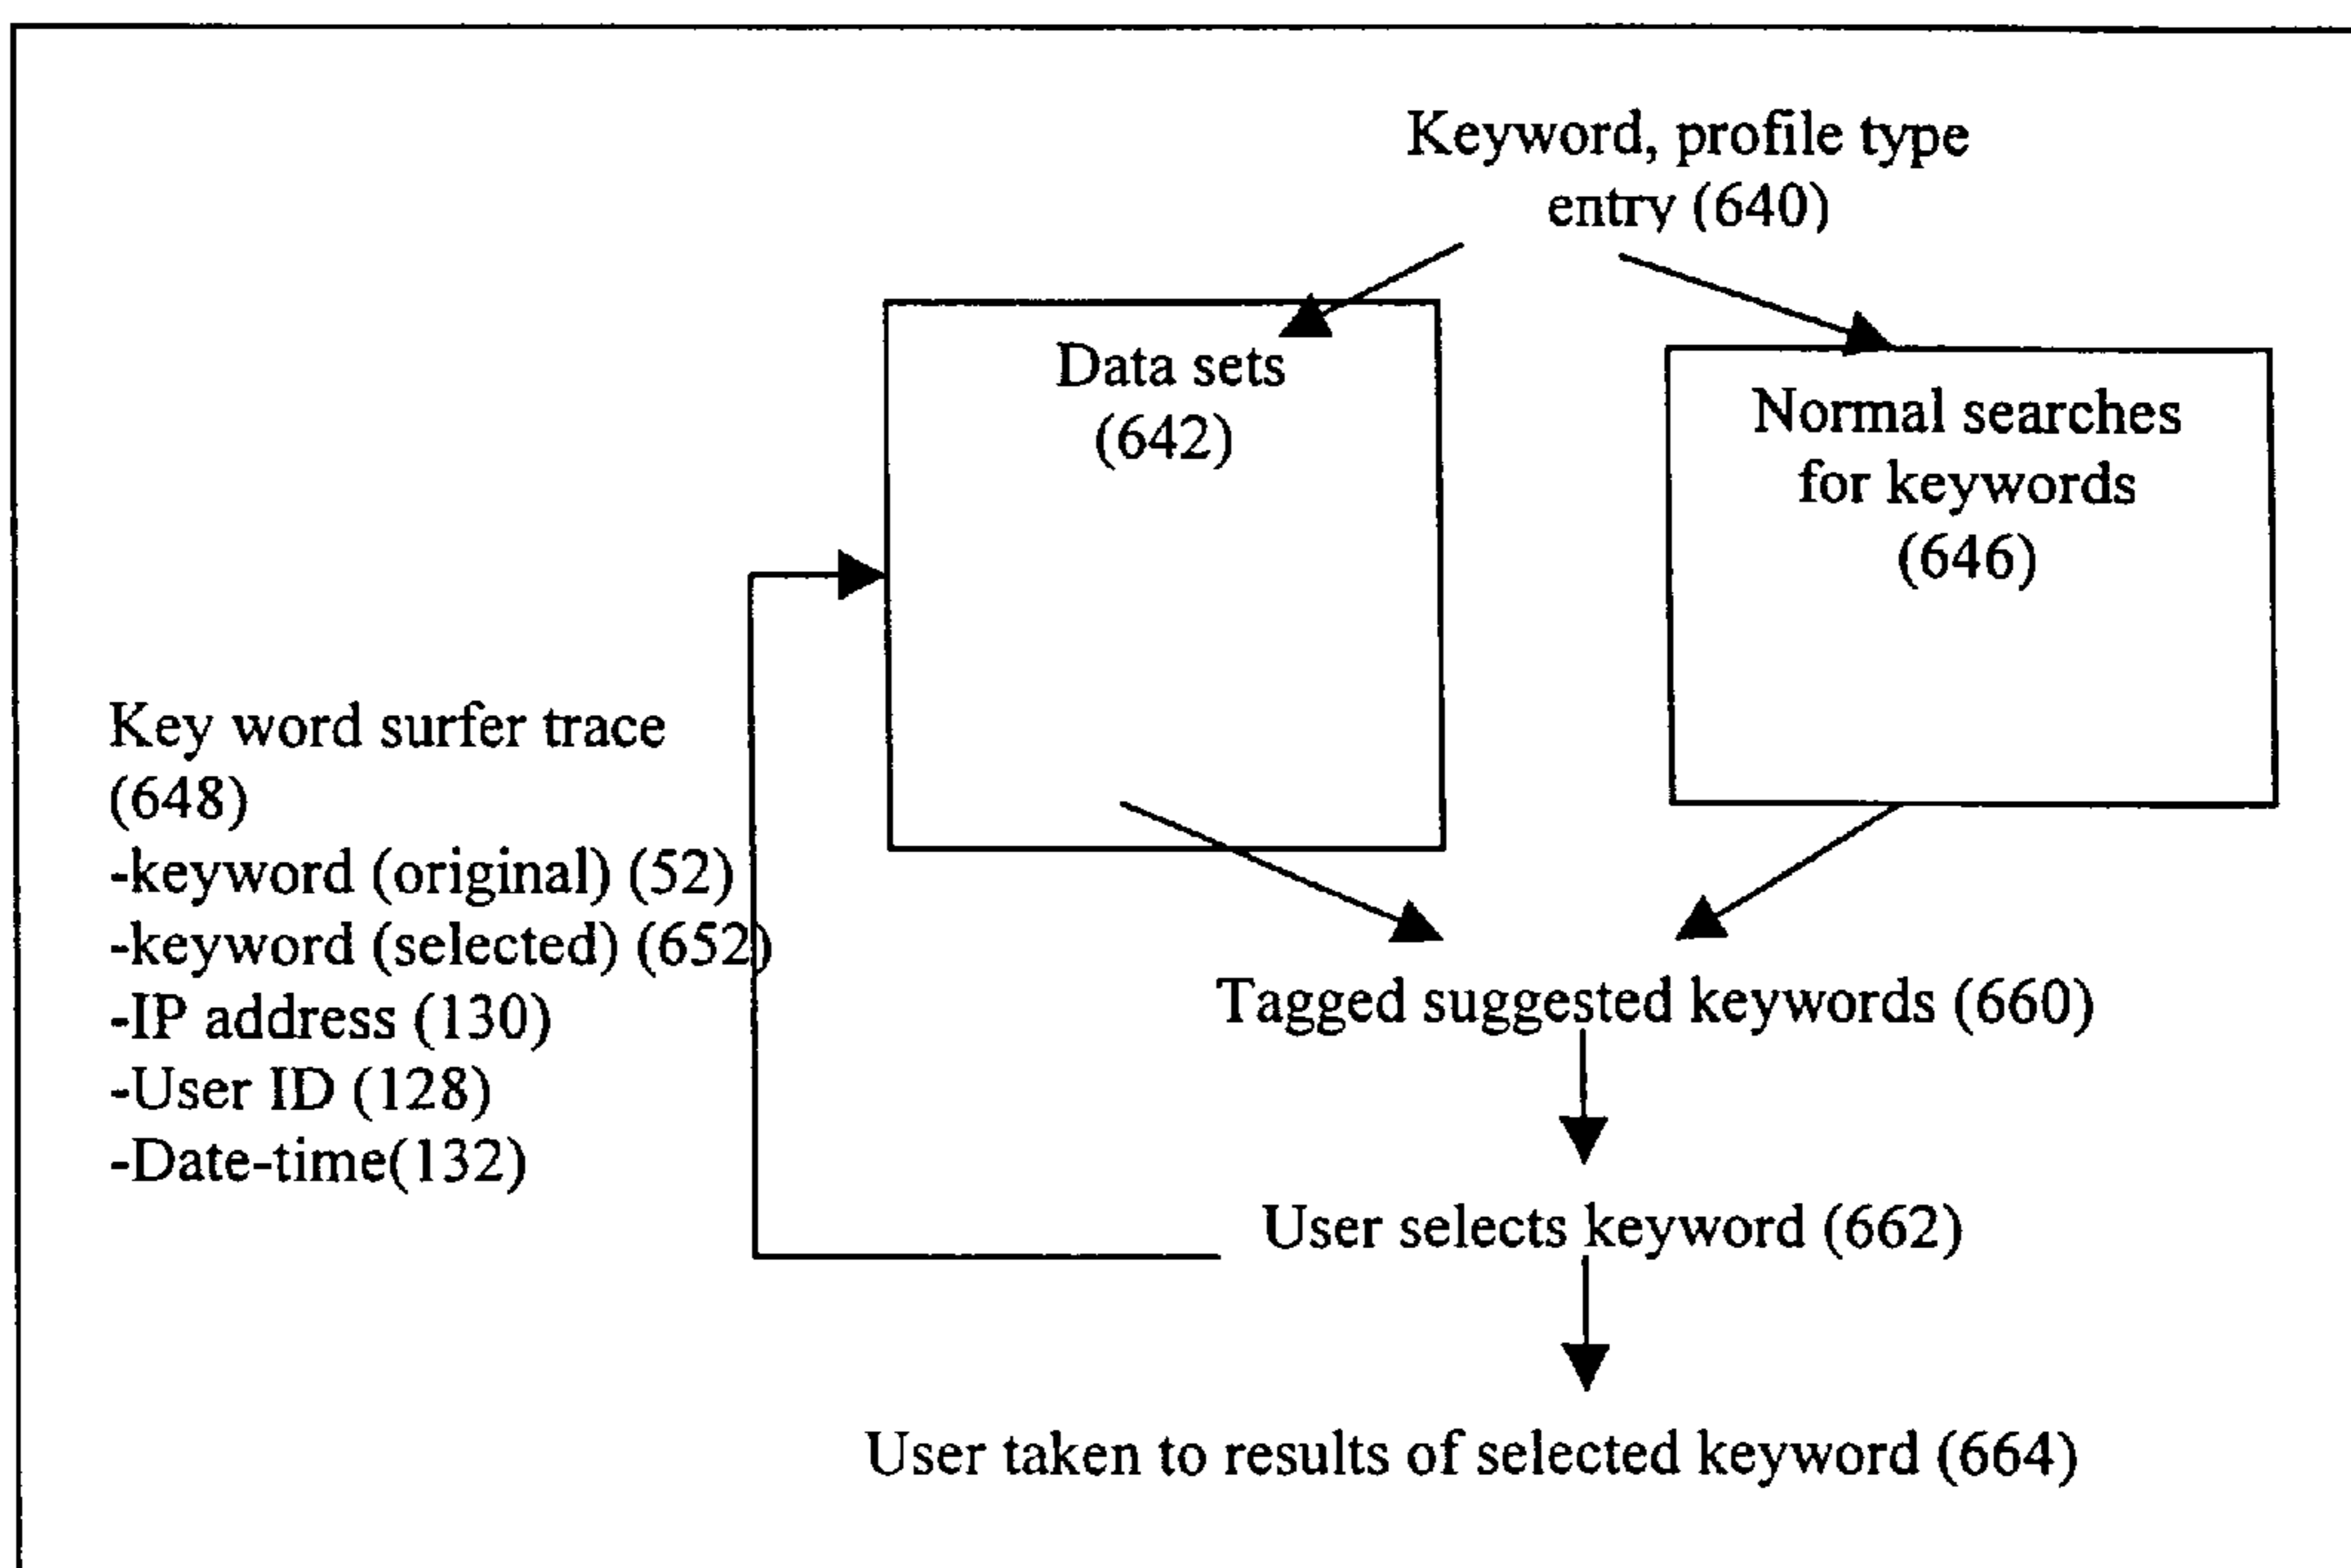 Keyword, profile type
entry (640)
Data sets
(642)
Normal searches
for keywords
(646)
Key word surfer trace
(648)
-keyword (original) (52)
-keyword (selected) (652)
-IP address (130)
-User ID (128)
-Date-time(132)
Tagged suggested keywords (660)
User selects keyword (662)
User taken to results of selected keyword (664)